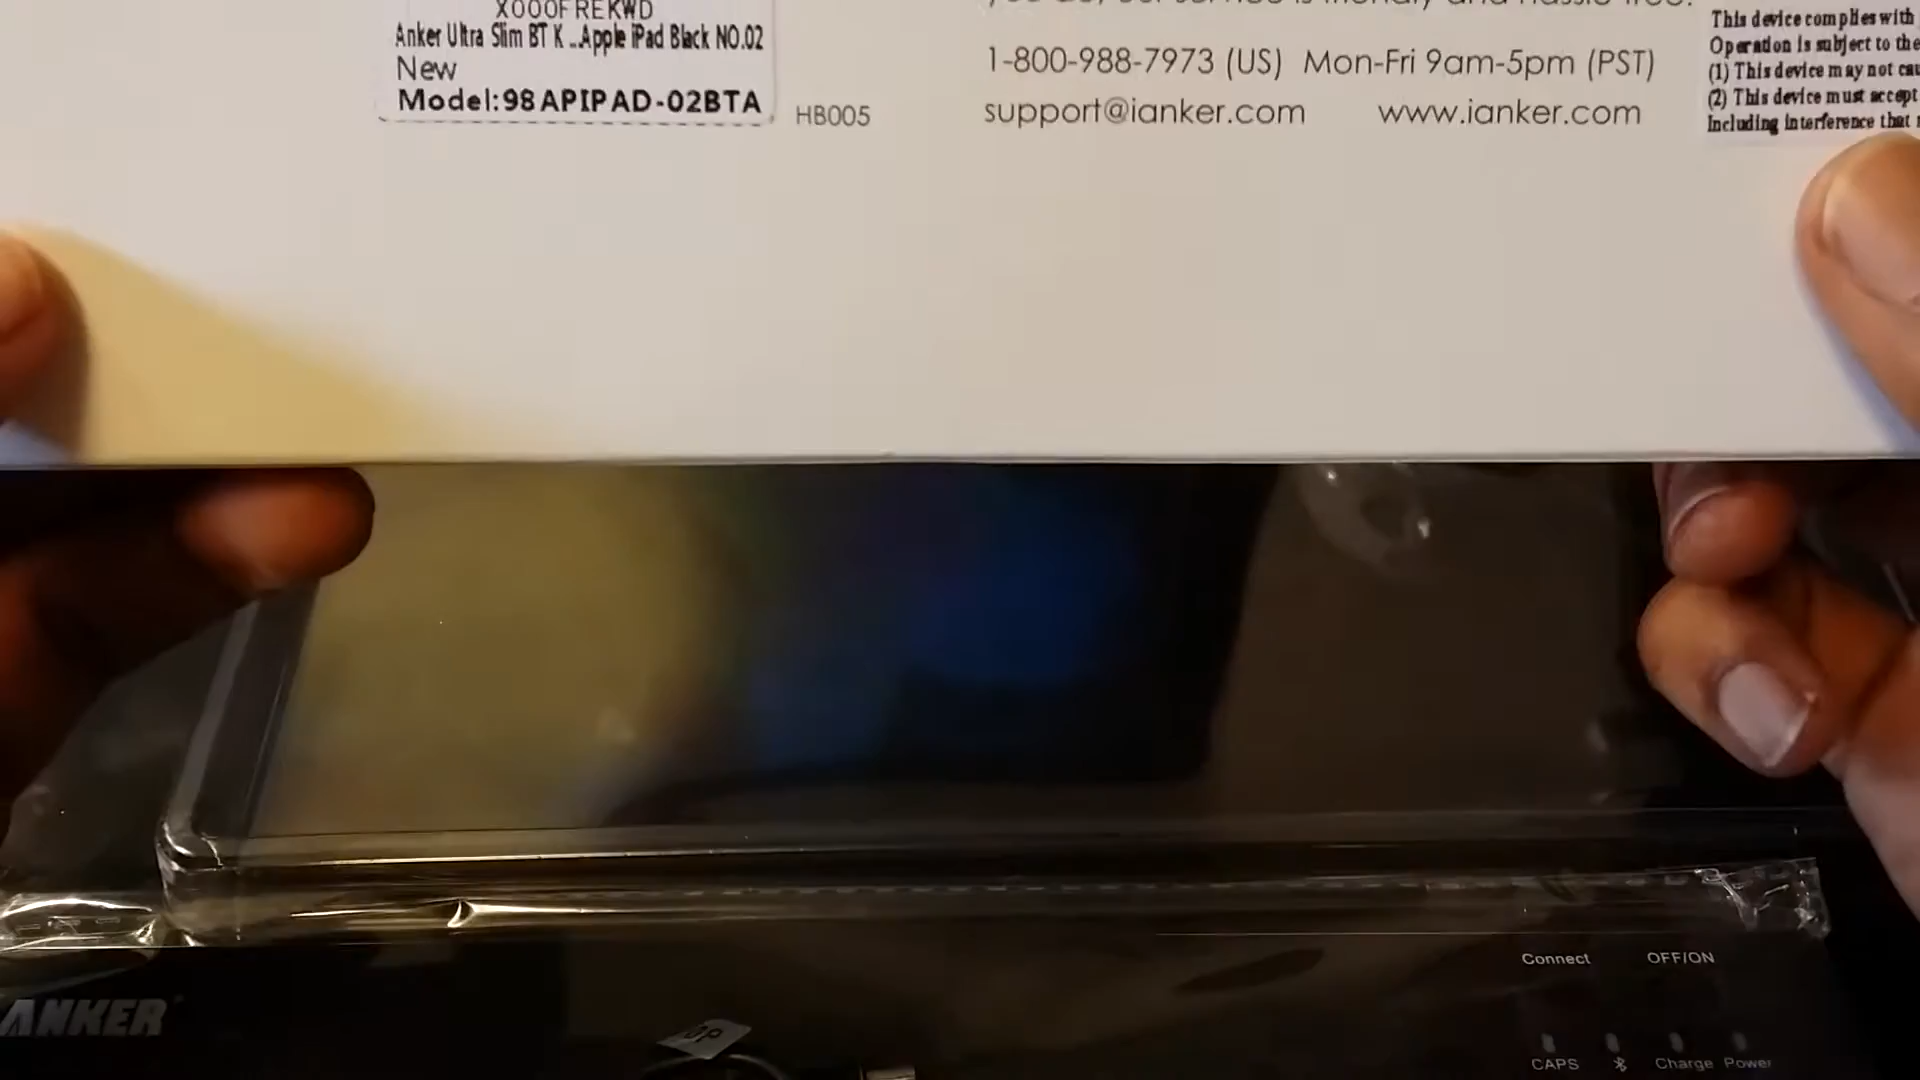 X000FREKWD
Anker Ultra Slim BT K ...Apple iPad Black NO.02
New
Model:98APIPAD-02BTA
HB005
1-800-988-7973 (US) Mon-Fri 9am-5pm (PST)
support@ianker.com www.ianker.com
This device complies with
Operation is subject to the
(1) This device may not
(2) This device must accept
Including interference that
Connect OFF/ON
ANKER
CAPS Charge Power